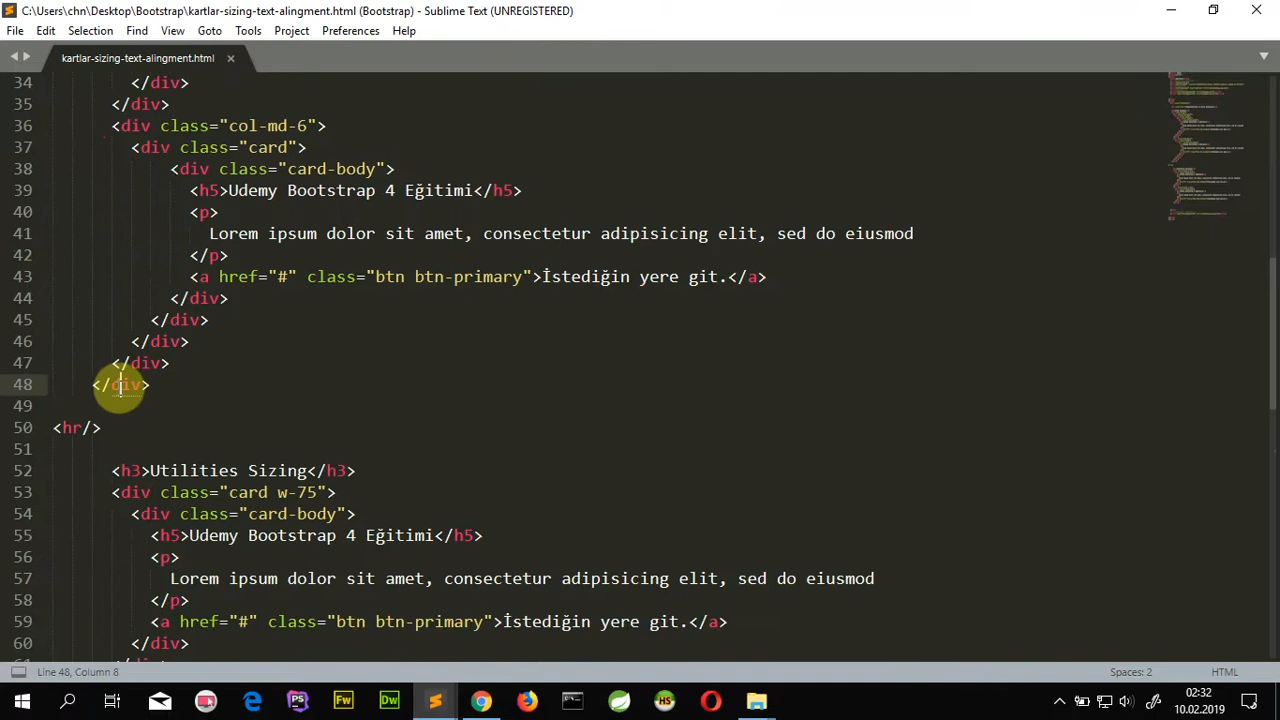 C:\Users\chn\Desktop\Bootstrap\kartlar-sizing-text-alingment.html (Bootstrap) - Sublime Text (UNREGISTERED)
File Edit Selection Find View Goto Tools Project Preferences Help
kartlar-sizing-text-alingment.html
34 </div>
35 </div>
36 <div class="col-md-6">
37 <div class="card">
38 <div class="card-body">
39 <h5>Udemy Bootstrap 4 Eğitimi</h5>
40 <p>
41 Lorem ipsum dolor sit amet, consectetur adipisicing elit, sed do eiusmod
42 </p>
43 <a href="#" class="btn btn-primary">İstediğin yere git.</a>
44 </div>
45 </div>
46 </div>
47 </div>
48 </div>
49
50 <hr/>
51
52 <h3>Utilities Sizing</h3>
53 <div class="card w-75">
54 <div class="card-body">
55 <h5>Udemy Bootstrap 4 Eğitimi</h5>
56 <p>
57 Lorem ipsum dolor sit amet, consectetur adipisicing elit, sed do eiusmod
58 </p>
59 <a href="#" class="btn btn-primary">İstediğin yere git.</a>
60 </div>
Line 48, Column 8 Spaces: 2 HTML
PS Fw Dw HS 02:32
10.02.2019